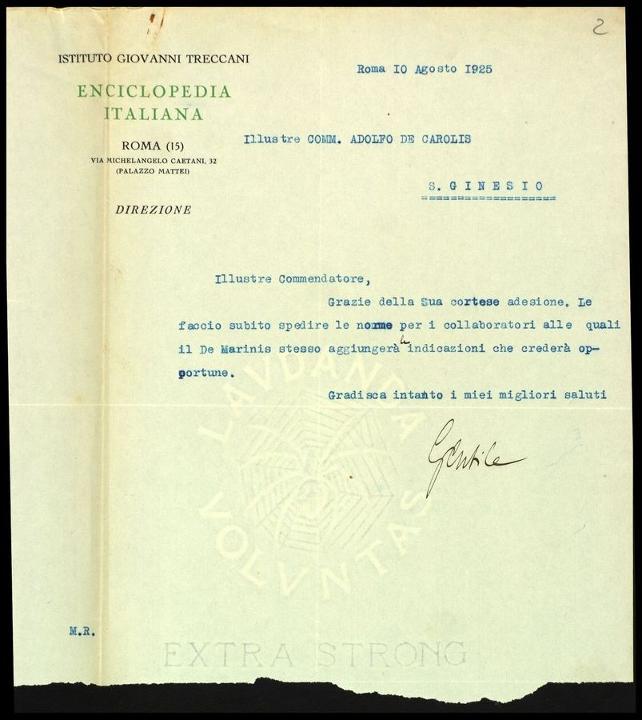 2
ISTITUTO GIOVANNI TRECCANI
ENCICLOPEDIA
ITALIANA
ROMA (15)
VIA MICHELANGELO CAETANI, 32
(PALAZZO MATTEI)
DIREZIONE
Roma 10 Agosto 1925
Illustre COMM. ADOLFO DE CAROLIS
S. GINESIO
Illustre Commendatore,
Grazie della Sua cortese adesione. Le
faccio subito spedire le norme per i collaboratori alle quali
il De Marinis stesso aggiungerà le indicazioni che crederà op-
portune.
Gradisca intanto i miei migliori saluti
Gentile
LAVDANDA
VOLVNTAS
M.R.
EXTRA STRONG